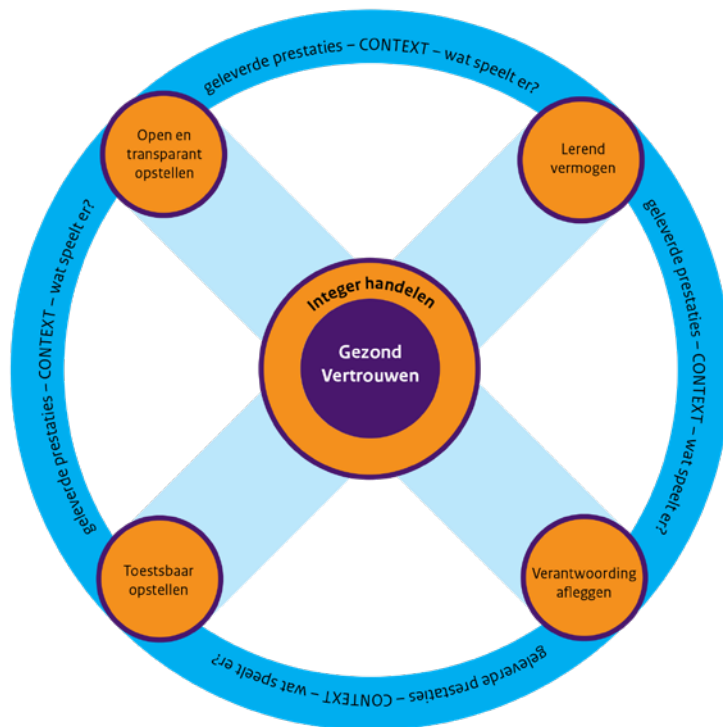 geleverde prestaties – CONTEXT – wat speelt er?
Open en
transparant
opstellen
Lerend
vermogen
geleverde prestaties – CONTEXT – wat speelt er?
geleverde prestaties – CONTEXT – wat speelt er?
Integer handelen
Gezond
Vertrouwen
Toestsbaar
opstellen
Verantwoording
afleggen
geleverde prestaties – CONTEXT – wat speelt er?